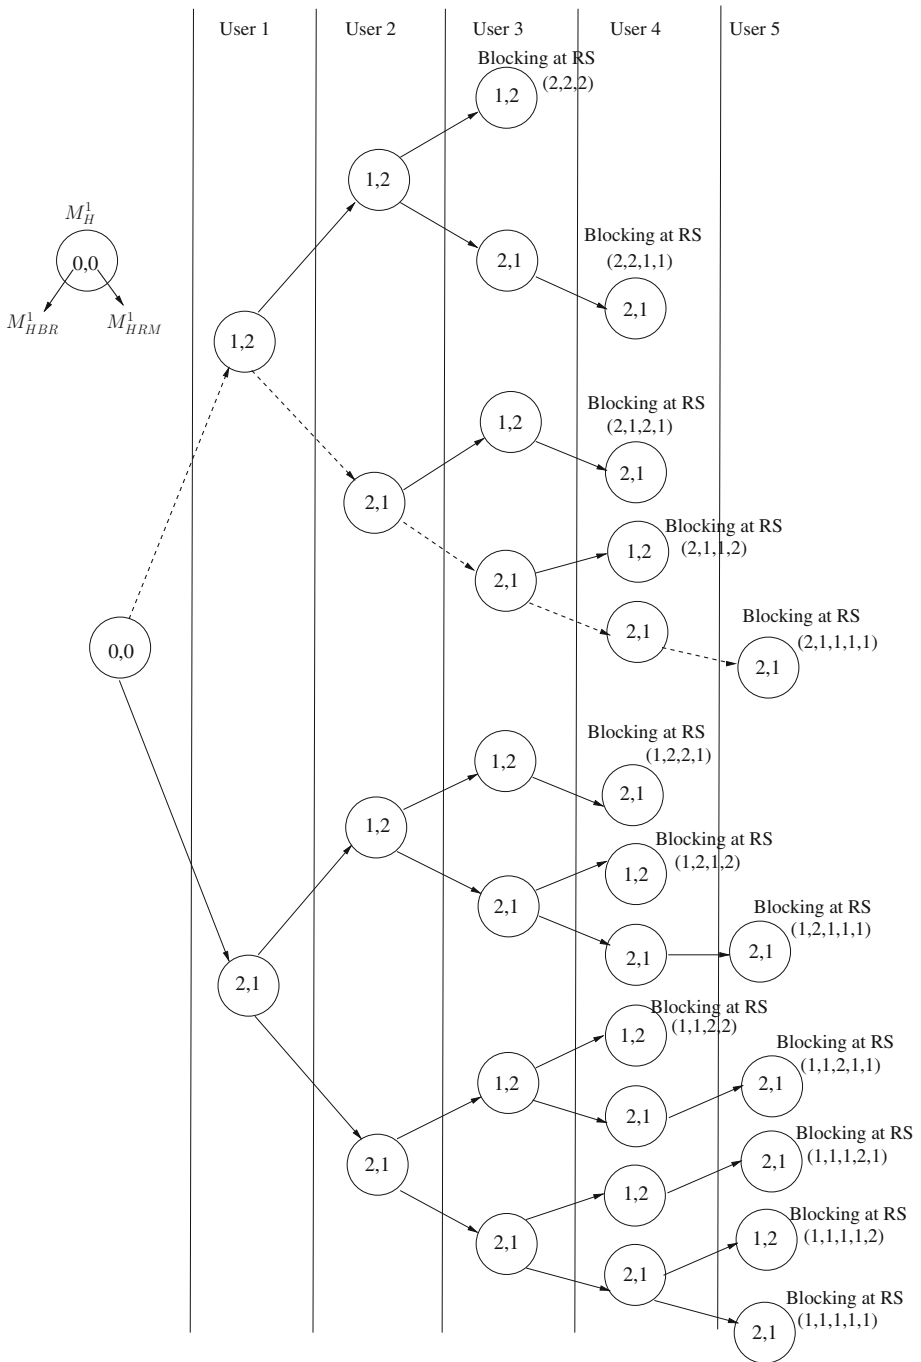 User 1
User 2
User 3
User 4
User 5
Blocking at RS
(2,2,2)
1,2
1,2
M^1_H
0,0
M^1_{HBR}
M^1_{HRM}
Blocking at RS
(2,2,1,1)
2,1
2,1
1,2
Blocking at RS
(2,1,2,1)
1,2
2,1
2,1
Blocking at RS
(2,1,1,2)
1,2
2,1
2,1
Blocking at RS
(2,1,1,1,1)
2,1
0,0
Blocking at RS
(1,2,2,1)
1,2
2,1
1,2
Blocking at RS
(1,2,1,2)
1,2
2,1
Blocking at RS
(1,2,1,1,1)
2,1
2,1
2,1
Blocking at RS
(1,1,2,2)
1,2
Blocking at RS
(1,1,2,1,1)
1,2
2,1
2,1
Blocking at RS
(1,1,1,2,1)
2,1
2,1
1,2
Blocking at RS
(1,1,1,1,2)
1,2
2,1
2,1
Blocking at RS
(1,1,1,1,1)
2,1